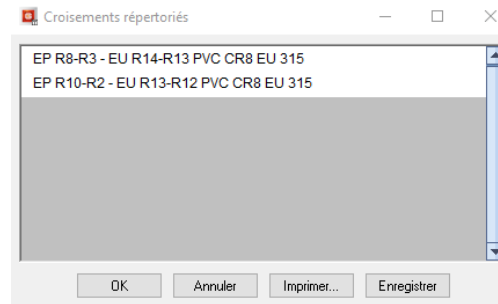 Croisements répertoriés
EP R8-R3 - EU R14-R13 PVC CR8 EU 315
EP R10-R2 - EU R13-R12 PVC CR8 EU 315
OK Annuler Imprimer... Enregistrer